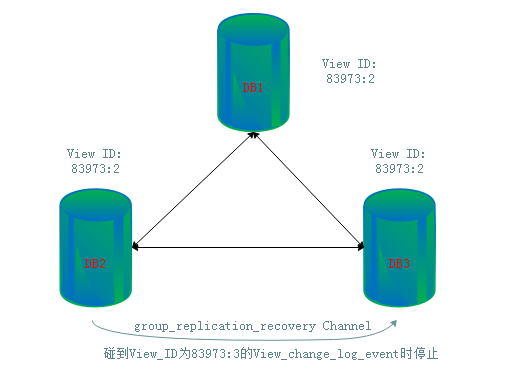 DB1
View ID:
83973:2
View ID:
83973:2
View ID:
83973:2
DB2
DB3
group_replication_recovery Channel
碰到View_ID为83973:3的View_change_log_event时停止